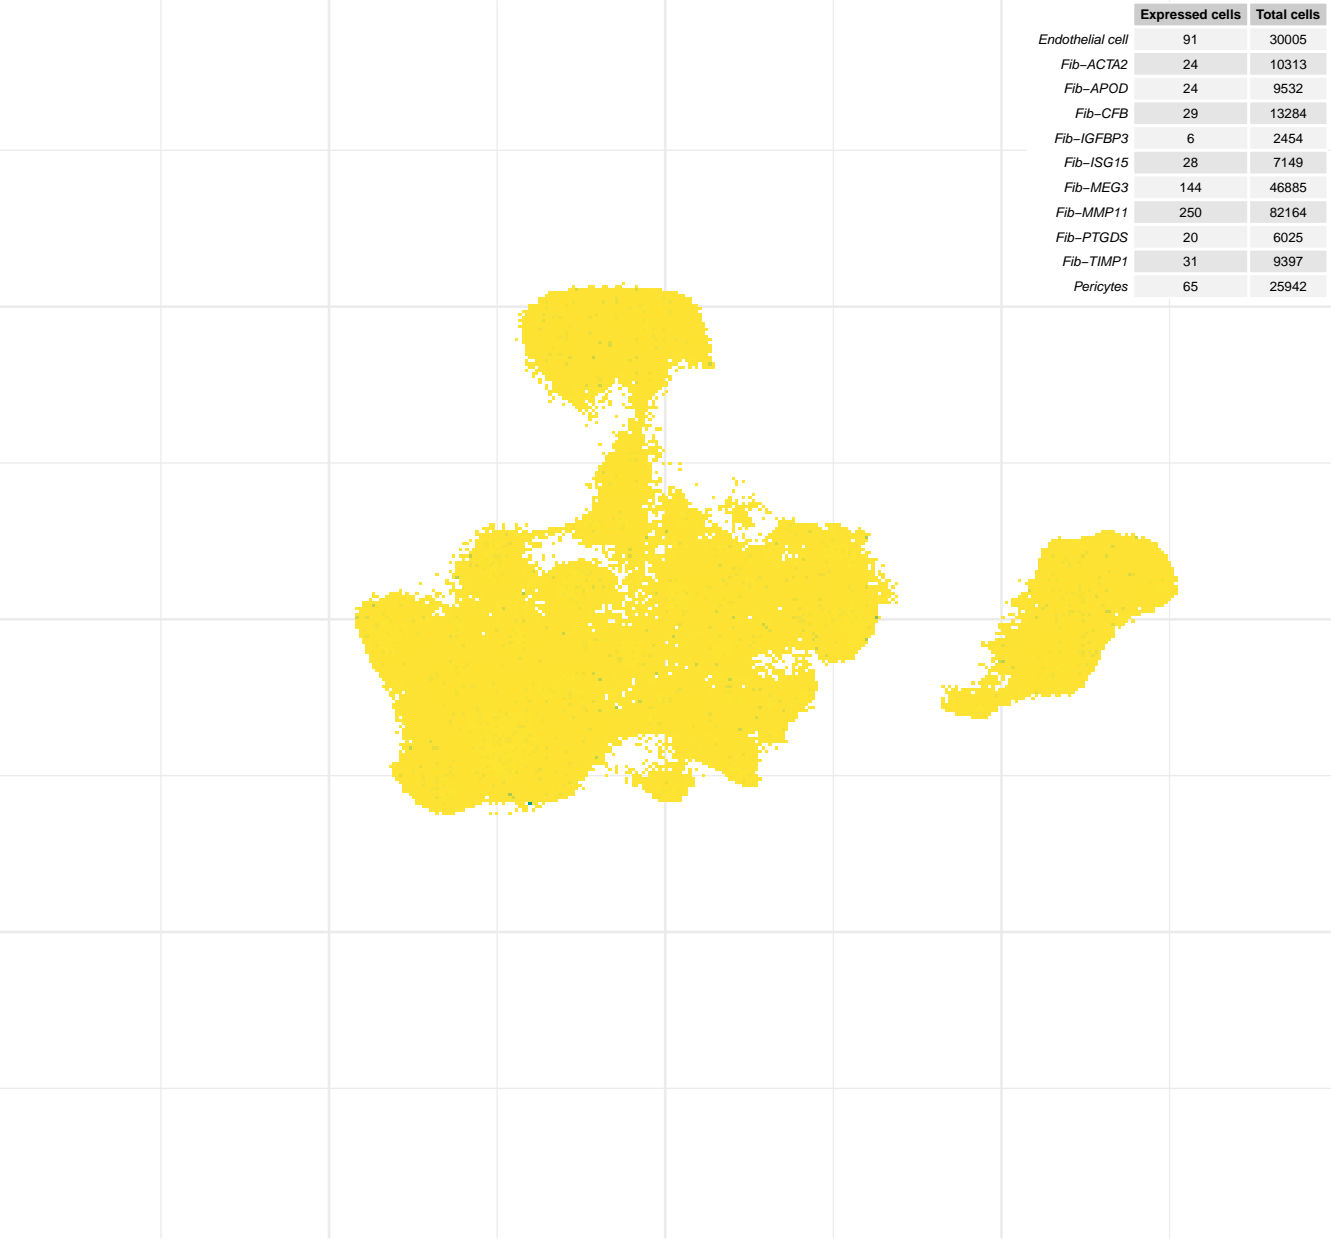 Expressed cells Total cells
Endothelial cell 91 30005
Fib−ACTA2 24 10313
Fib−APOD 24 9532
Fib−CFB 29 13284
Fib−IGFBP3 6 2454
Fib−ISG15 28 7149
Fib−MEG3 144 46885
Fib−MMP11 250 82164
Fib−PTGDS 20 6025
Fib−TIMP1 31 9397
Pericytes 65 25942